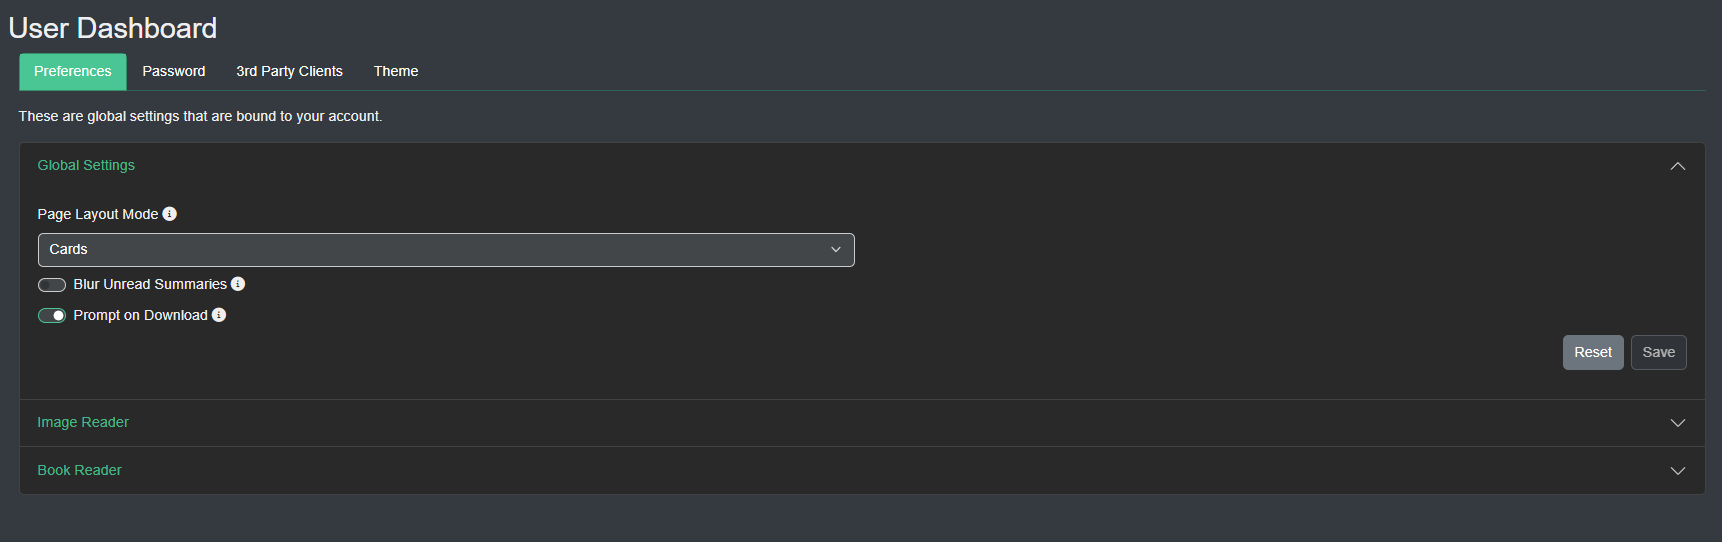 User Dashboard
Preferences Password 3rd Party Clients Theme
These are global settings that are bound to your account.
Global Settings
Page Layout Mode
Cards
Blur Unread Summaries
Prompt on Download
Reset Save
Image Reader
Book Reader